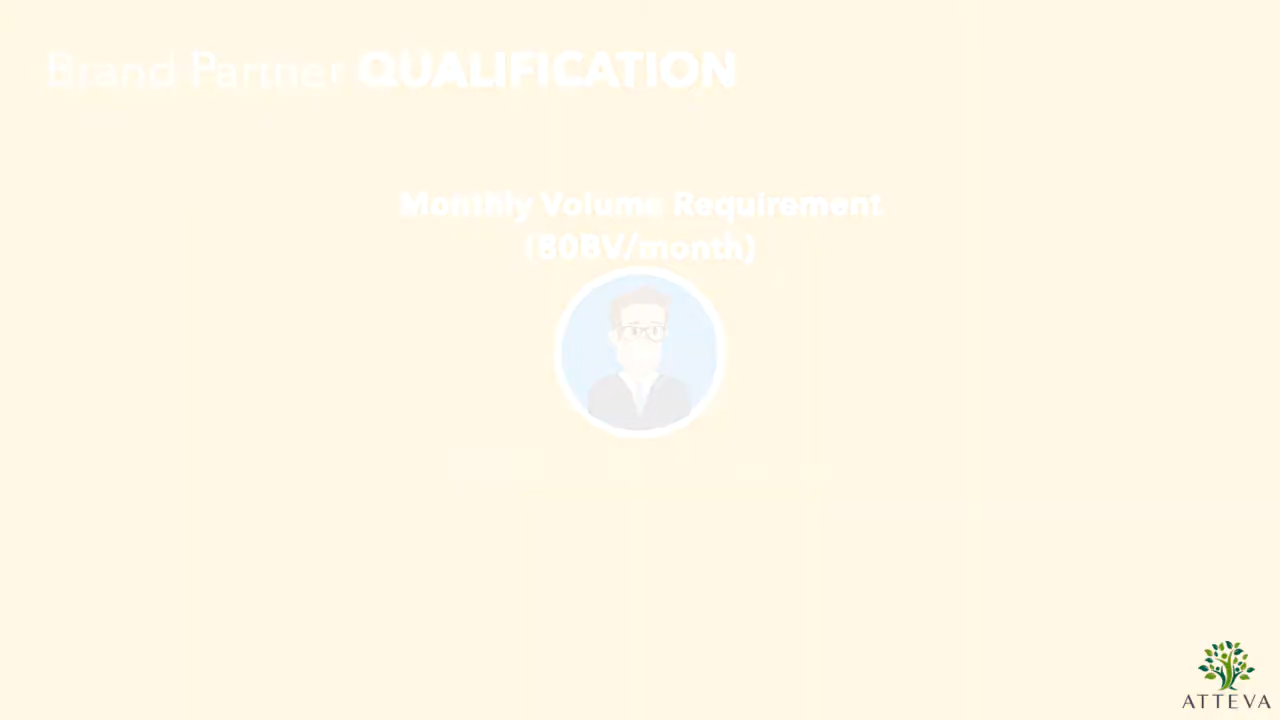 Brand Partner QUALIFICATION
Monthly Volume Requirement
(80BV/month)
ATTEVA